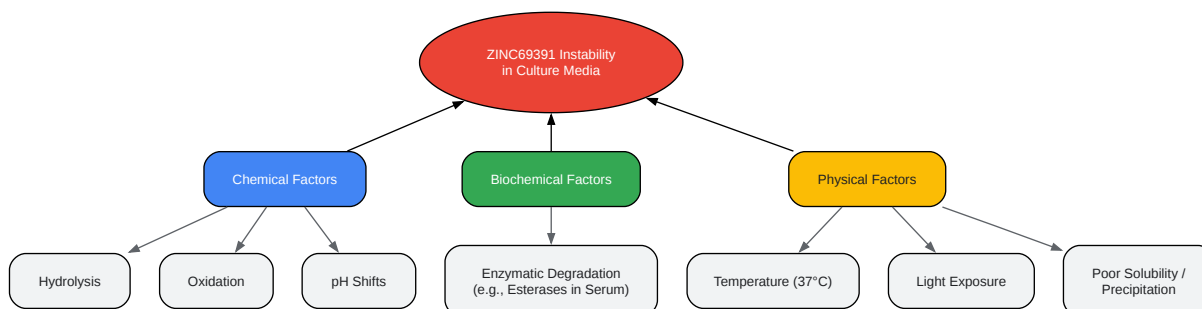 ZINC69391 Instability
in Culture Media
Chemical Factors
Biochemical Factors
Physical Factors
Hydrolysis
Oxidation
pH Shifts
Enzymatic Degradation
(e.g., Esterases in Serum)
Temperature (37°C)
Light Exposure
Poor Solubility /
Precipitation